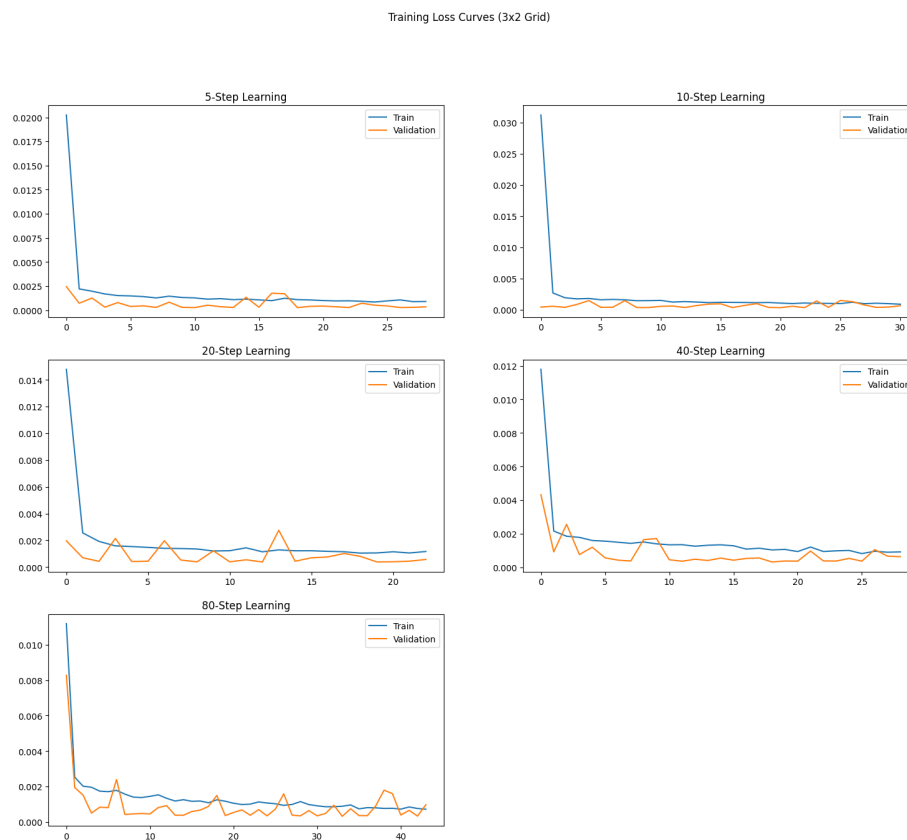 Training Loss Curves (3x2 Grid)
5-Step Learning
Train
Validation
0.0200
0.0175
0.0150
0.0125
0.0100
0.0075
0.0050
0.0025
0.0000
0 5 10 15 20 25
10-Step Learning
Train
Validation
0.030
0.025
0.020
0.015
0.010
0.005
0.000
0 5 10 15 20 25 30
20-Step Learning
Train
Validation
0.014
0.012
0.010
0.008
0.006
0.004
0.002
0.000
0 5 10 15 20
40-Step Learning
Train
Validation
0.012
0.010
0.008
0.006
0.004
0.002
0.000
0 5 10 15 20 25
80-Step Learning
Train
Validation
0.010
0.008
0.006
0.004
0.002
0.000
0 10 20 30 40